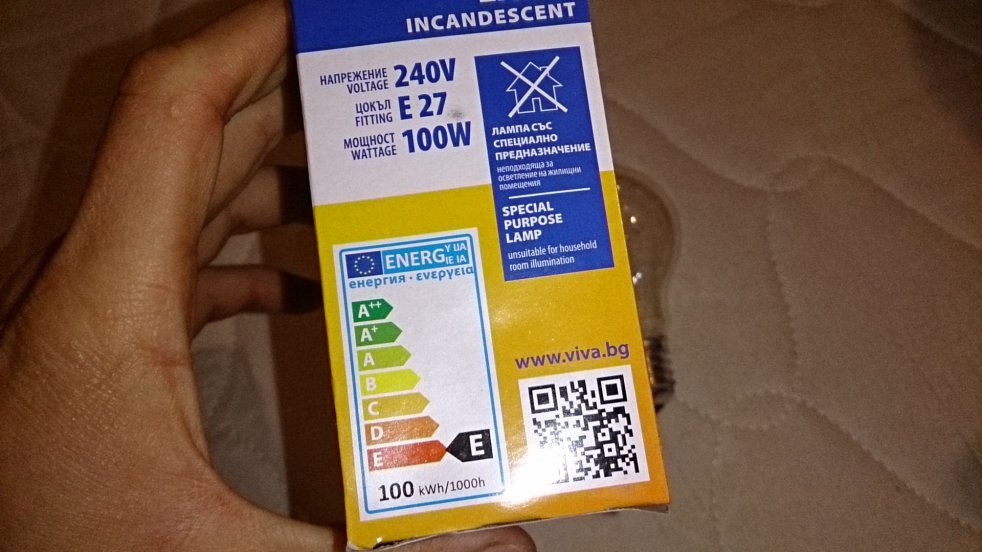 INCANDESCENT
НАПРЕЖЕНИЕ
VOLTAGE
240V
ЦОКЪЛ
FITTING
E 27
МОЩНОСТ
WATTAGE
100W
ЛАМПА СЪС
СПЕЦИАЛНО
ПРЕДНАЗНАЧЕНИЕ
неподходяща за
осветление на жилищни
помещения
SPECIAL
PURPOSE
LAMP
unsuitable for household
room illumination
ENERG
Y IJA
IE IA
енергия · ενεργεια
A++
A+
A
B
C
D
E
E
100 kWh/1000h
www.viva.bg